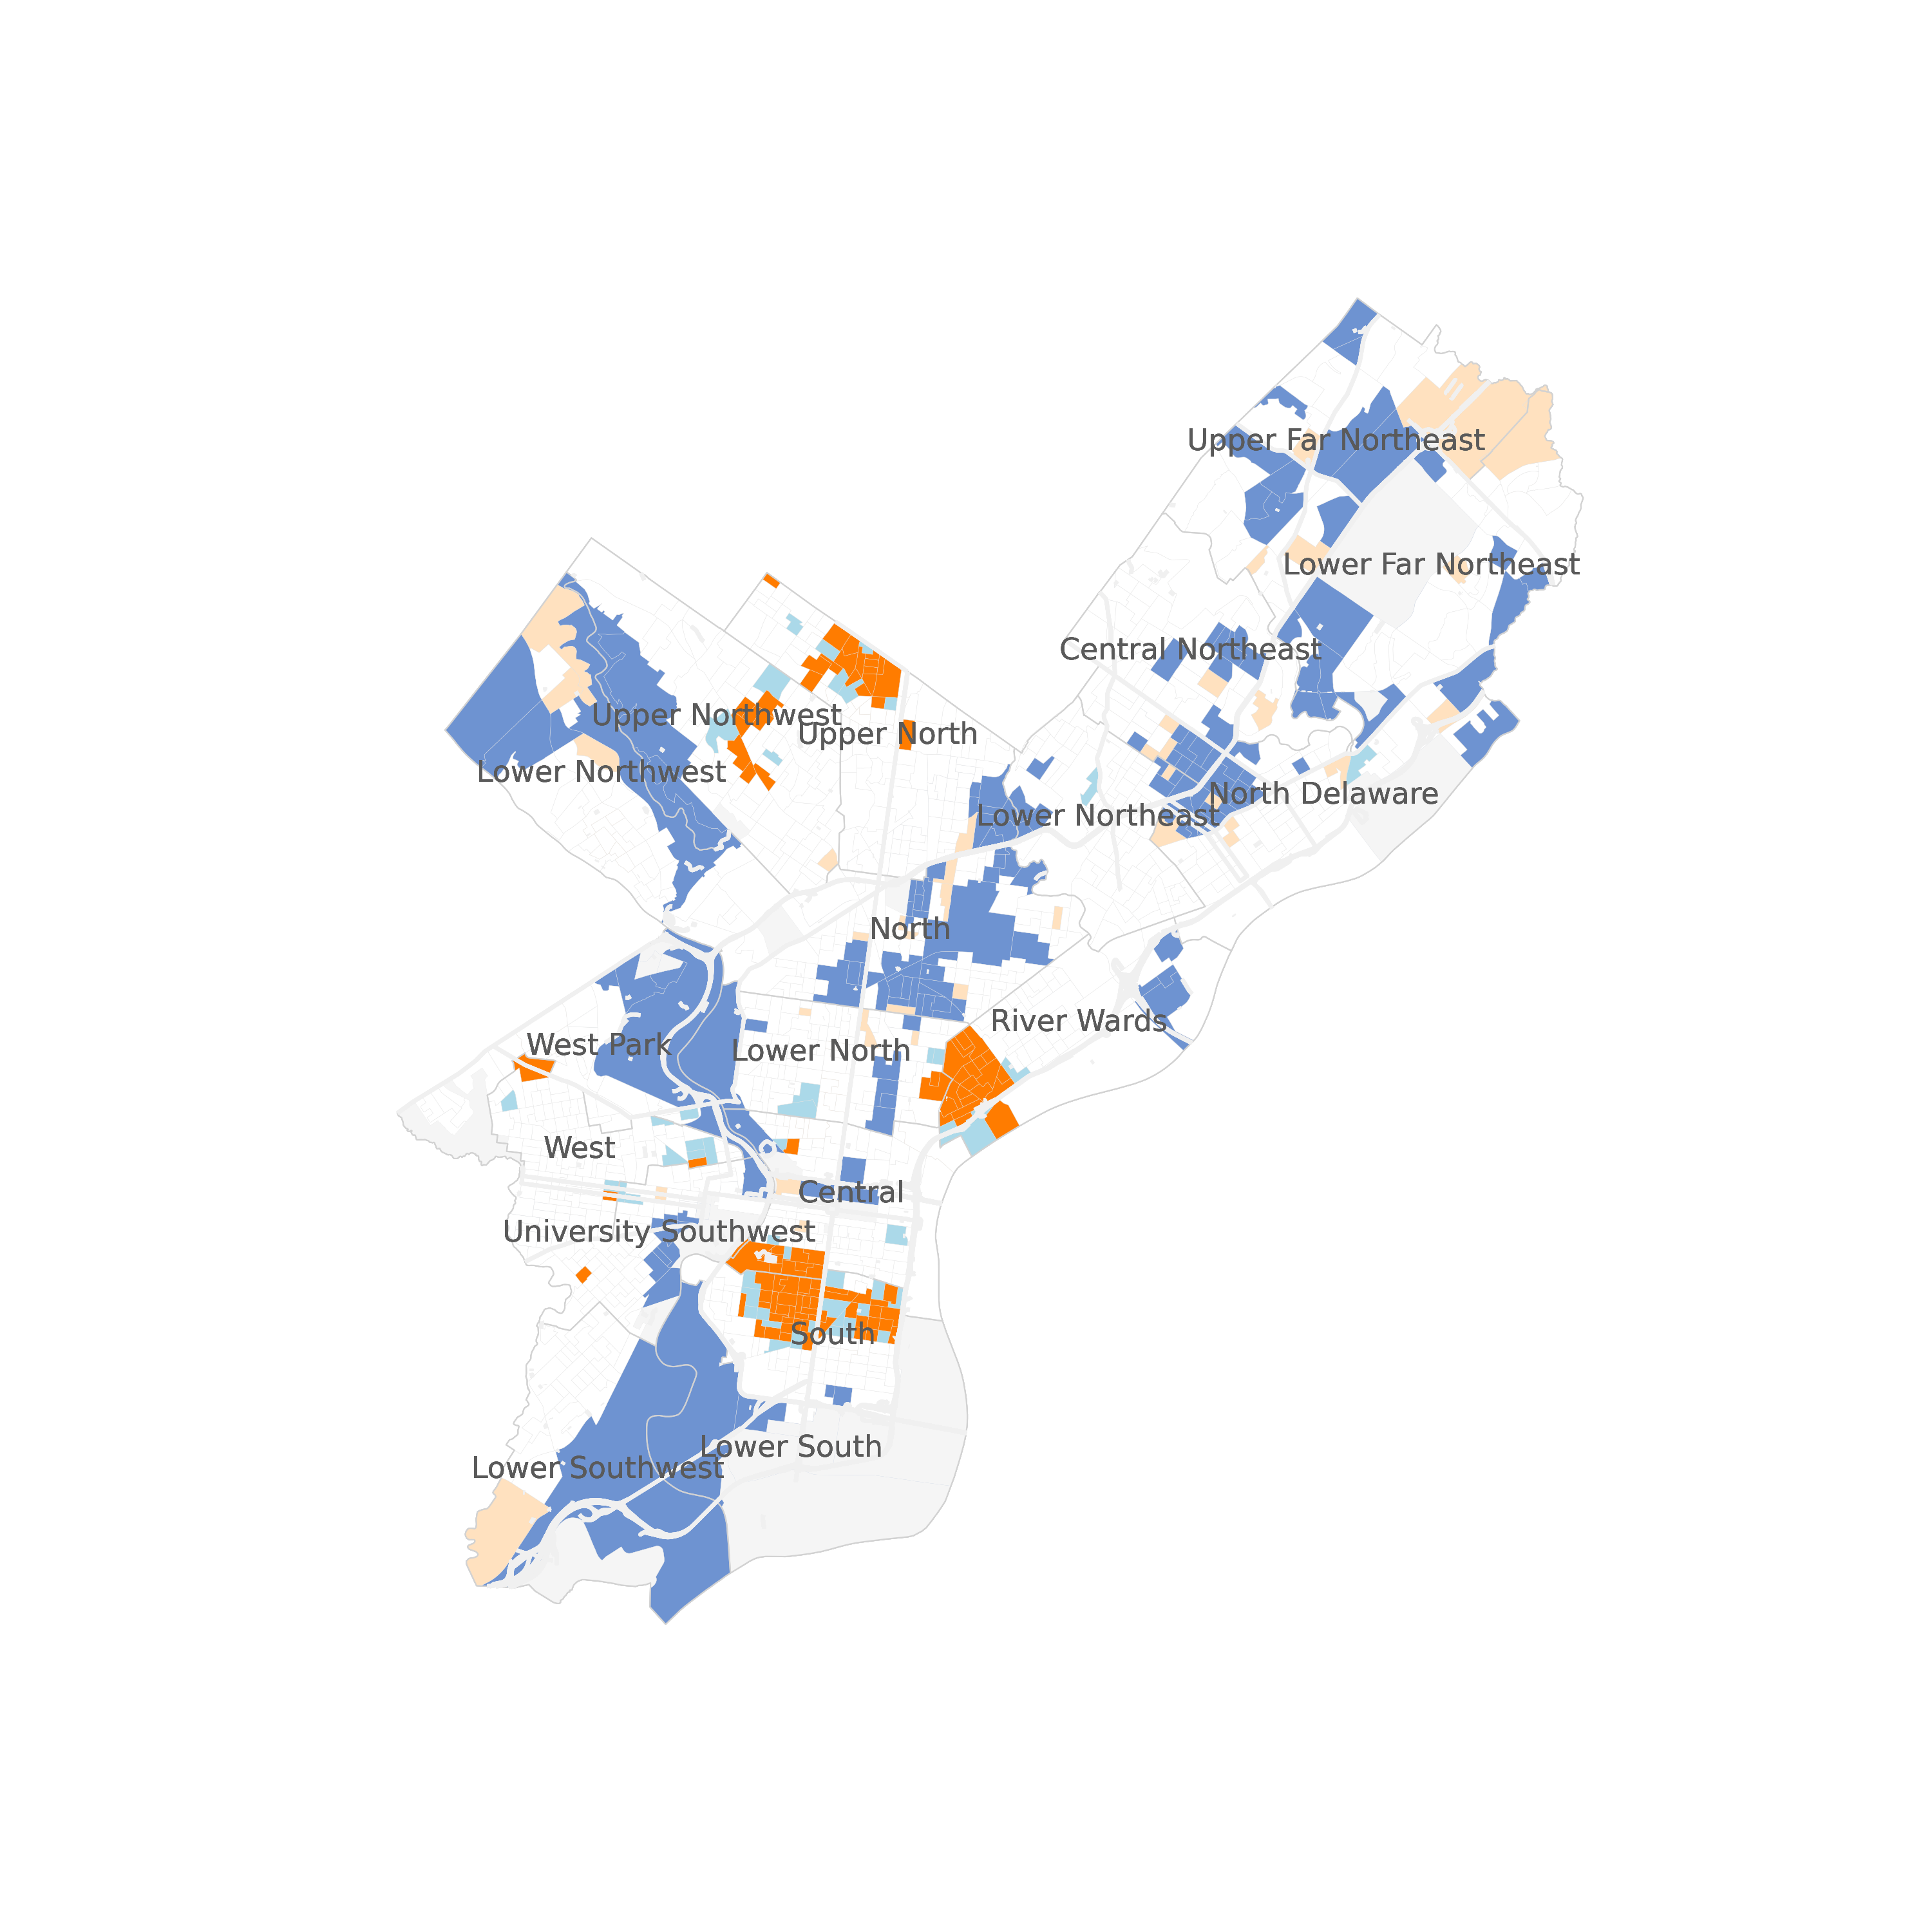 Upper Far Northeast
Lower Far Northeast
Central Northeast
Upper Northwest
Upper North
Lower Northwest
North Delaware
Lower Northeast
North
River Wards
West Park
Lower North
West
Central
University Southwest
South
Lower South
Lower Southwest